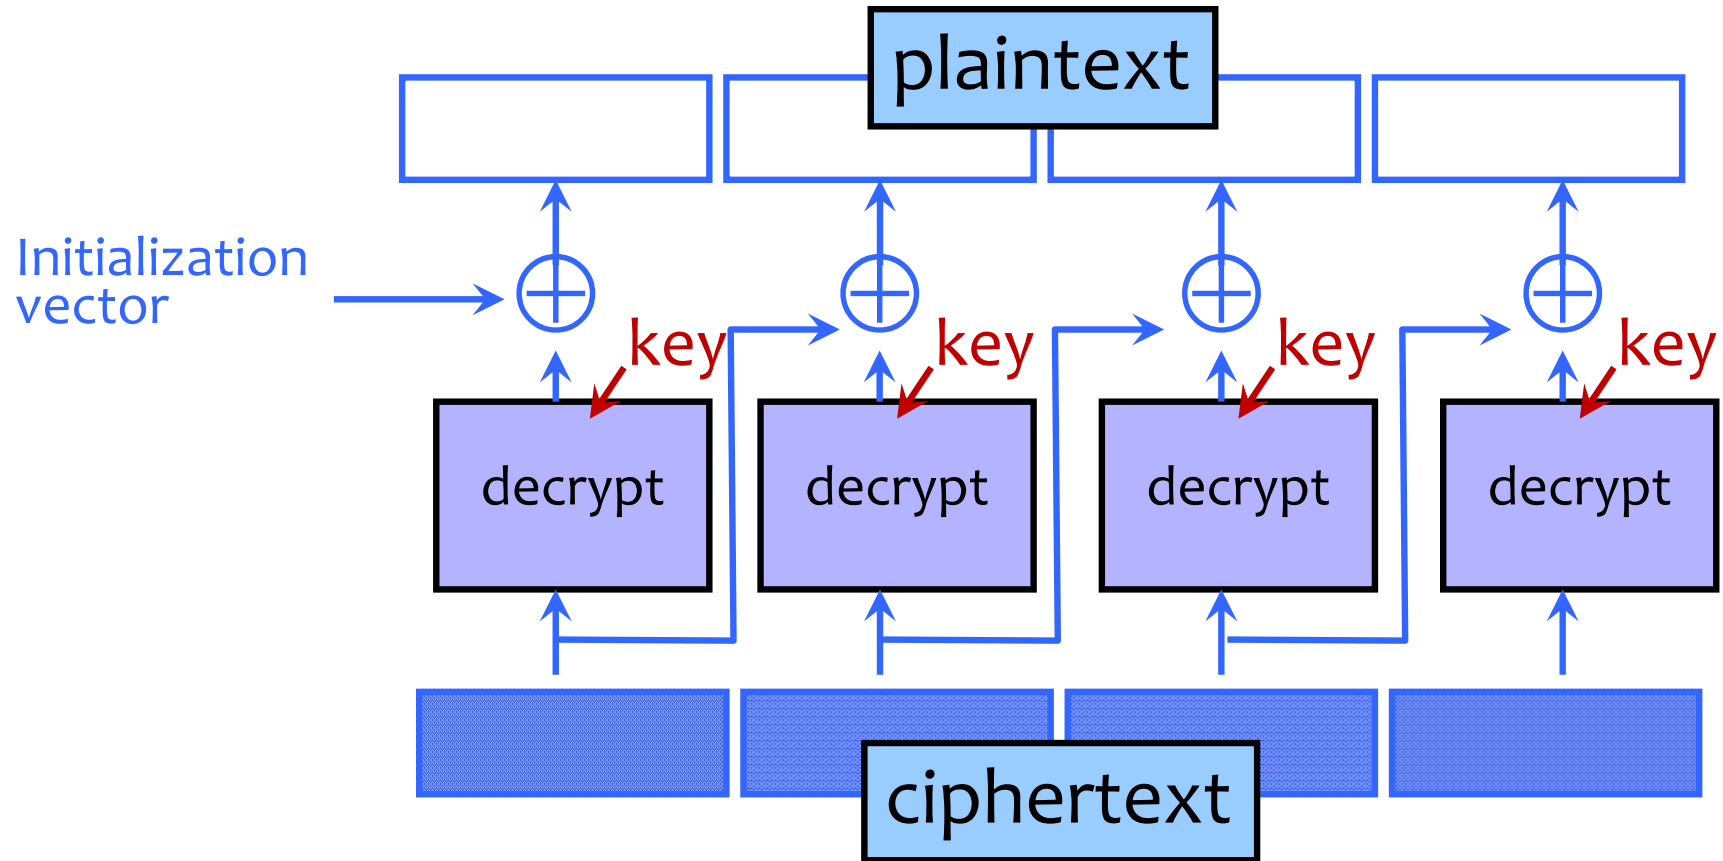 plaintext
Initialization
vector
key key key key
decrypt decrypt decrypt decrypt
ciphertext